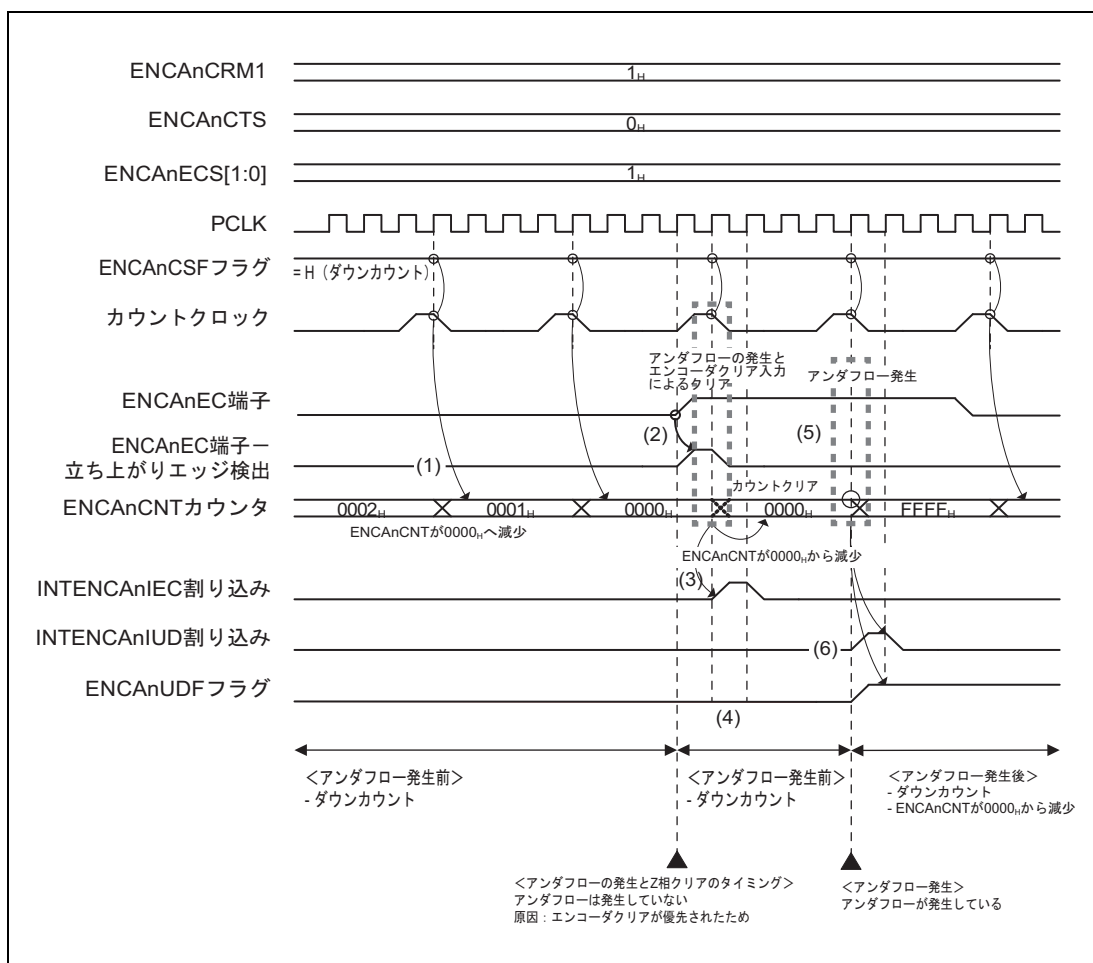 ENCAnCRM1
1H
ENCAnCTS
0H
ENCAnECS[1:0]
1H
PCLK
ENCAnCSFフラグ
= H（ダウンカウント）
カウントクロック
アンダフローの発生と
エンコーダクリア入力
によるクリア
アンダフロー発生
ENCAnEC端子
(2)
(5)
ENCAnEC端子－
立ち上がりエッジ検出
(1)
カウントクリア
ENCAnCNTカウンタ
0002H
0001H
0000H
0000H
FFFFH
ENCAnCNTが0000Hへ減少
ENCAnCNTが0000Hから減少
(3)
INTENCAnIEC割り込み
INTENCAnIUD割り込み
(6)
ENCAnUDFフラグ
(4)
＜アンダフロー発生前＞
- ダウンカウント
＜アンダフロー発生前＞
- ダウンカウント
＜アンダフロー発生後＞
- ダウンカウント
- ENCAnCNTが0000Hから減少
＜アンダフローの発生とZ相クリアのタイミング＞
アンダフローは発生していない
原因：エンコーダクリアが優先されたため
＜アンダフロー発生＞
アンダフローが発生している